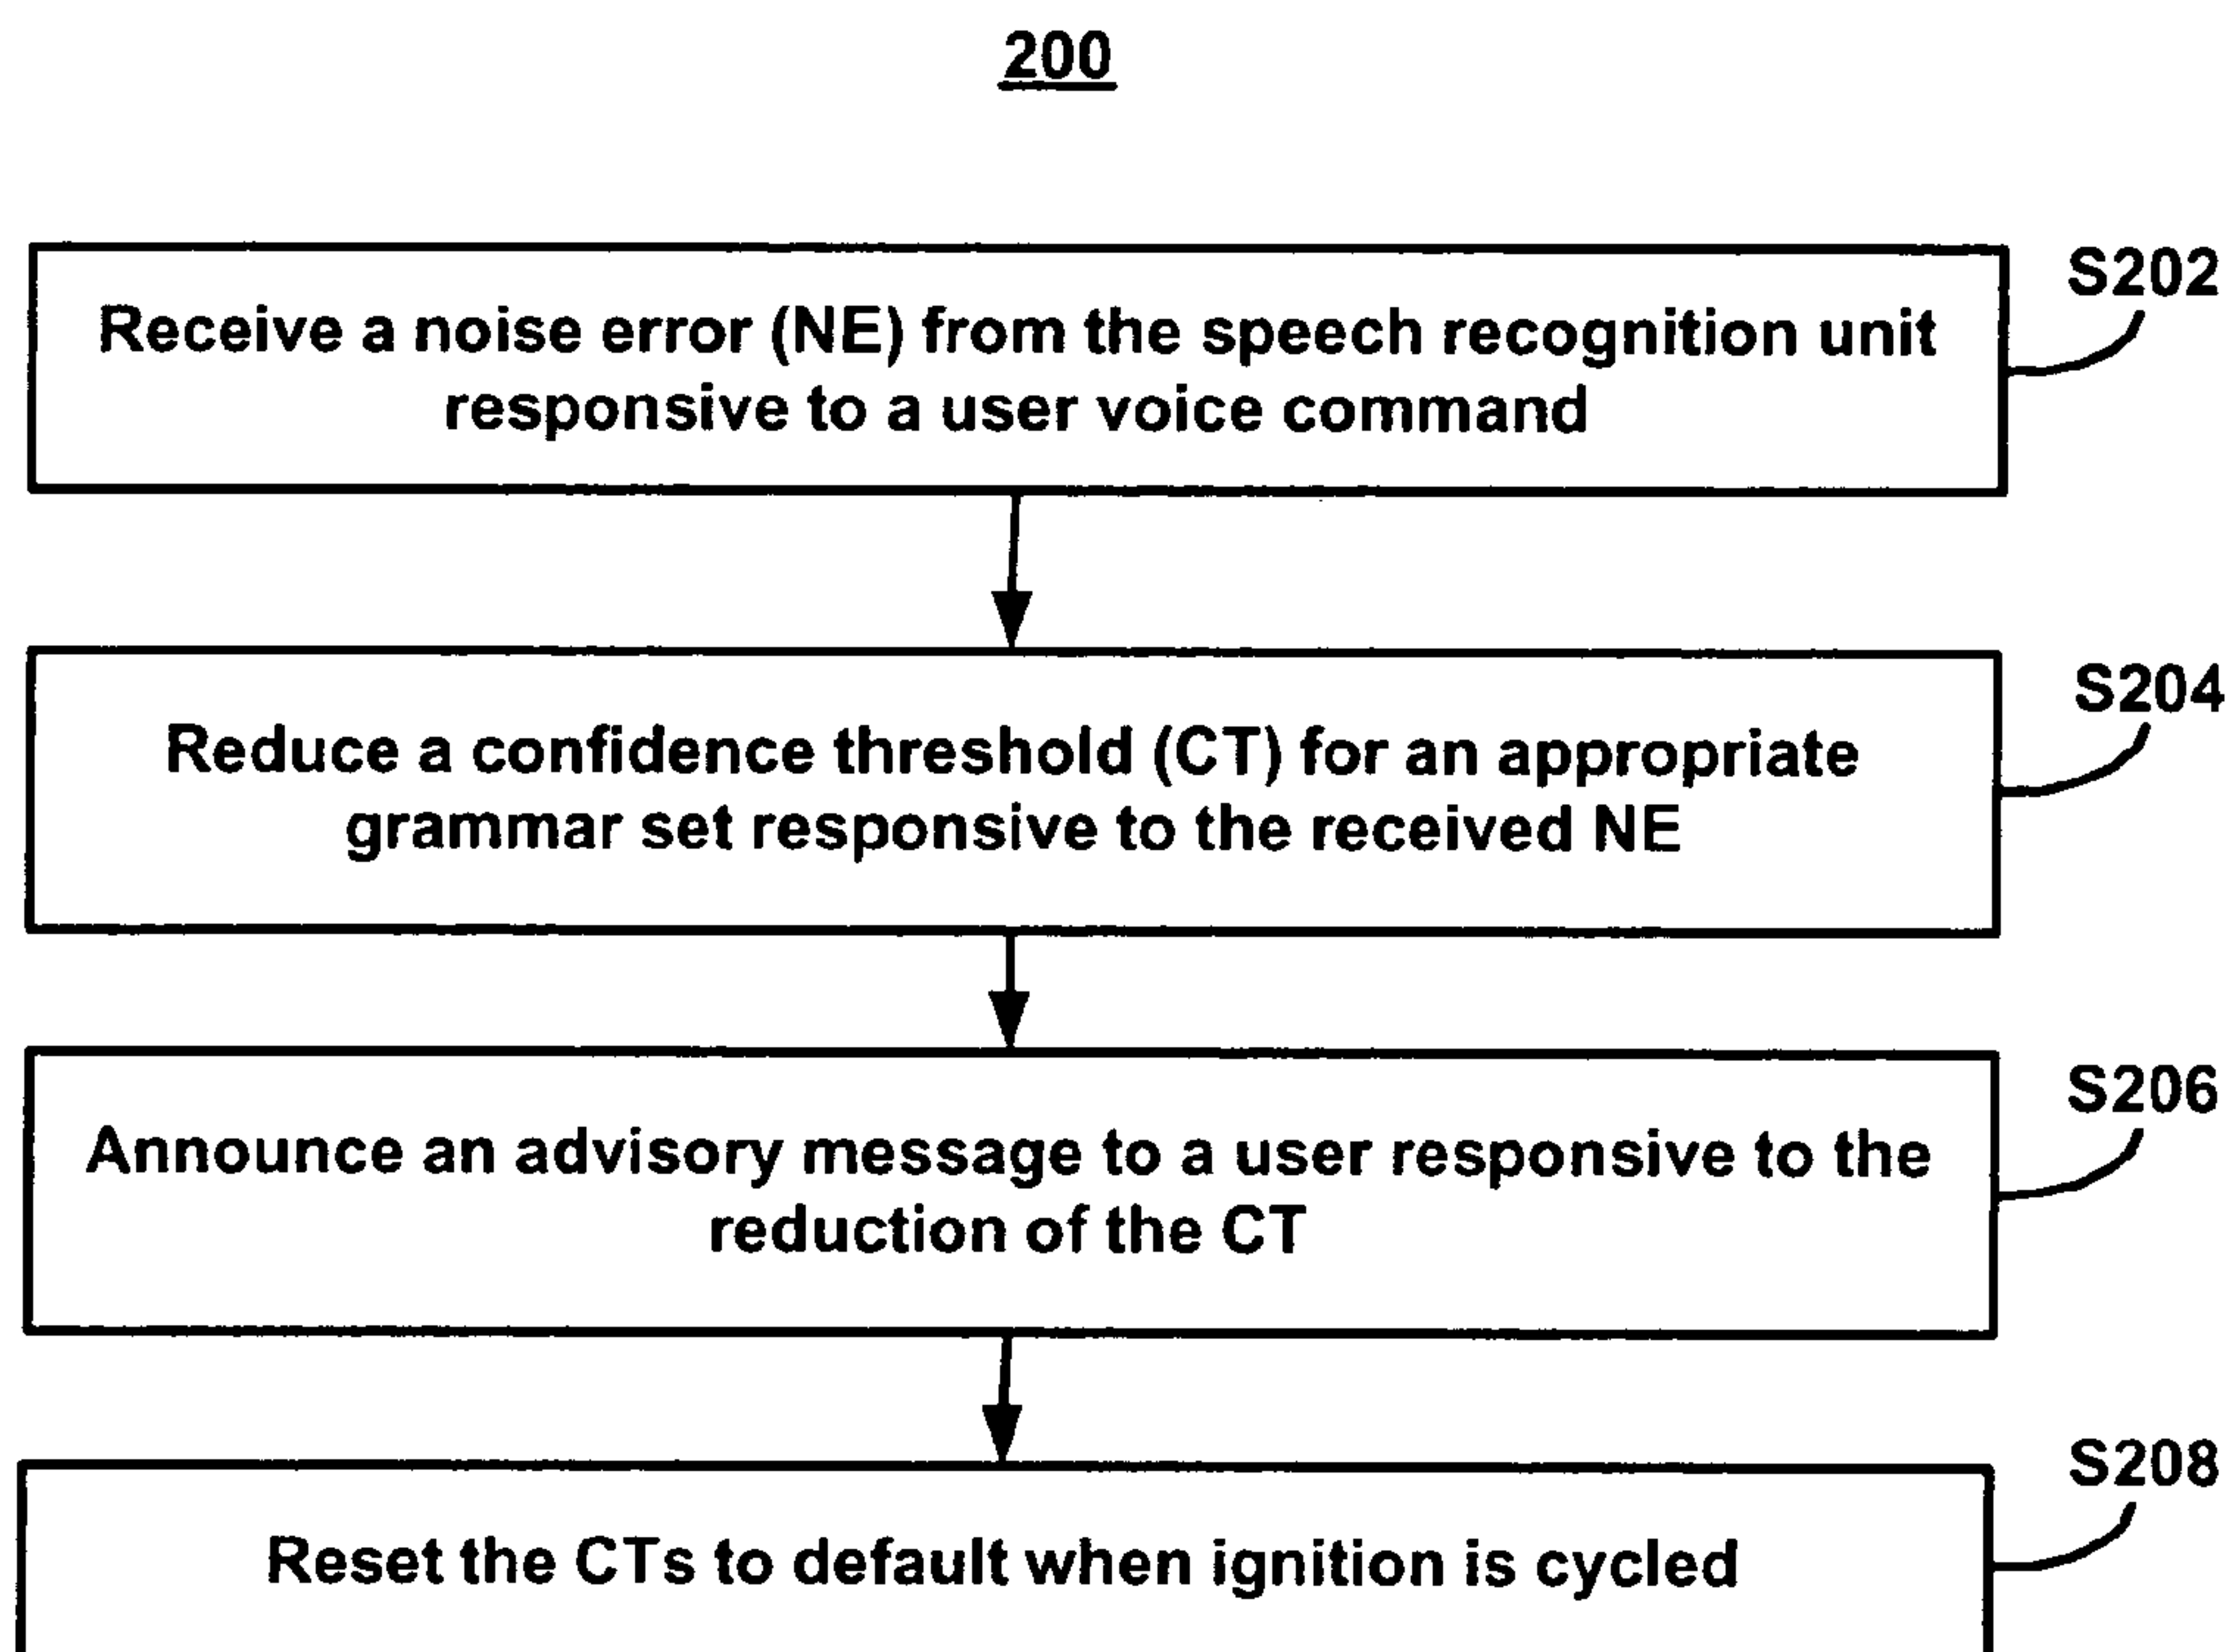 200
S202
Receive a noise error (NE) from the speech recognition unit
responsive to a user voice command
S204
Reduce a confidence threshold (CT) for an appropriate
grammar set responsive to the received NE
S206
Announce an advisory message to a user responsive to the
reduction of the CT
S208
Reset the CTs to default when ignition is cycled